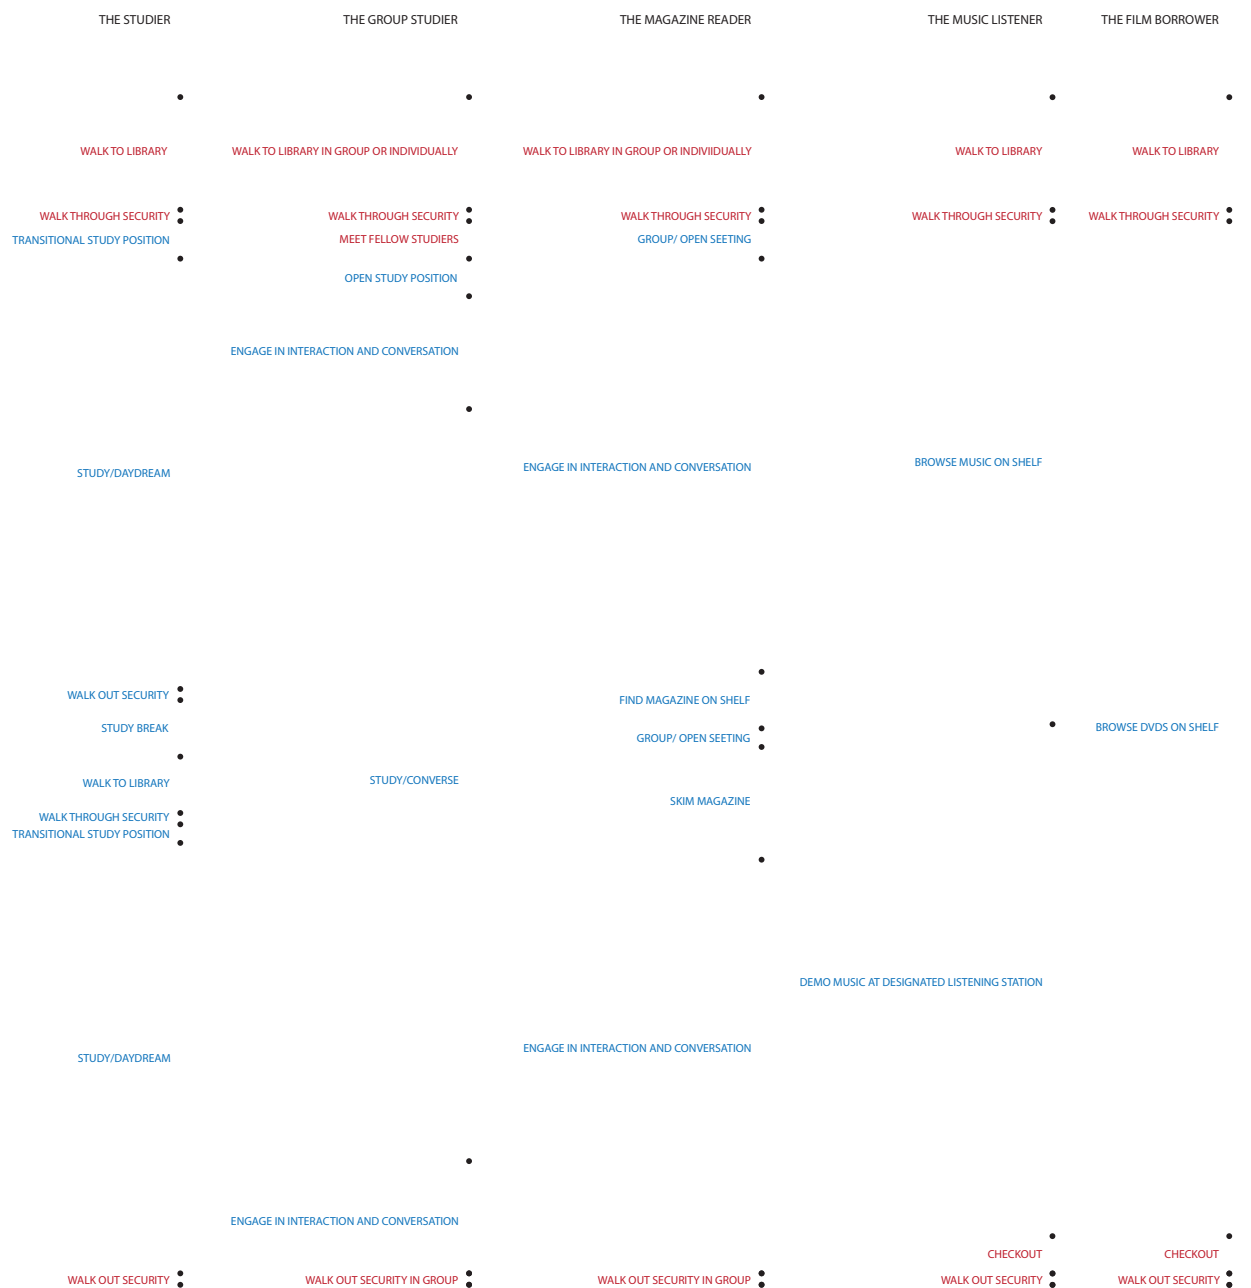 THE STUDIER
WALK TO LIBRARY
WALK THROUGH SECURITY
TRANSITIONAL STUDY POSITION
STUDY/DAYDREAM
WALK OUT SECURITY
STUDY BREAK
WALK TO LIBRARY
WALK THROUGH SECURITY
TRANSITIONAL STUDY POSITION
STUDY/DAYDREAM
WALK OUT SECURITY
THE GROUP STUDIER
WALK TO LIBRARY IN GROUP OR INDIVIDUALLY
WALK THROUGH SECURITY
MEET FELLOW STUDIERS
OPEN STUDY POSITION
ENGAGE IN INTERACTION AND CONVERSATION
STUDY/CONVERSE
ENGAGE IN INTERACTION AND CONVERSATION
WALK OUT SECURITY IN GROUP
THE MAGAZINE READER
WALK TO LIBRARY IN GROUP OR INDIVIIDUALLY
WALK THROUGH SECURITY
GROUP/ OPEN SEETING
ENGAGE IN INTERACTION AND CONVERSATION
FIND MAGAZINE ON SHELF
GROUP/ OPEN SEETING
SKIM MAGAZINE
ENGAGE IN INTERACTION AND CONVERSATION
WALK OUT SECURITY IN GROUP
THE MUSIC LISTENER
WALK TO LIBRARY
WALK THROUGH SECURITY
BROWSE MUSIC ON SHELF
DEMO MUSIC AT DESIGNATED LISTENING STATION
CHECKOUT
WALK OUT SECURITY
THE FILM BORROWER
WALK TO LIBRARY
WALK THROUGH SECURITY
BROWSE DVDS ON SHELF
CHECKOUT
WALK OUT SECURITY